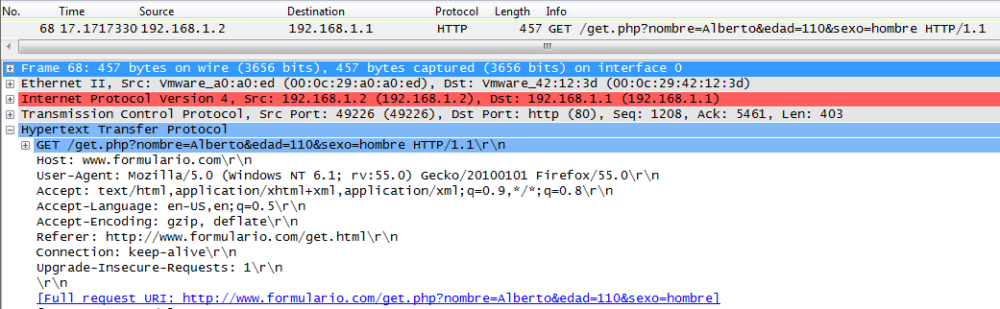 No. Time Source Destination Protocol Length Info
68 17.1717330 192.168.1.2 192.168.1.1 HTTP 457 GET /get.php?nombre=Alberto&edad=110&sexo=hombre HTTP/1.1
Frame 68: 457 bytes on wire (3656 bits), 457 bytes captured (3656 bits) on interface 0
Ethernet II, Src: Vmware_a0:a0:ed (00:0c:29:a0:a0:ed), Dst: Vmware_42:12:3d (00:0c:29:42:12:3d)
Internet Protocol Version 4, Src: 192.168.1.2 (192.168.1.2), Dst: 192.168.1.1 (192.168.1.1)
Transmission Control Protocol, Src Port: 49226 (49226), Dst Port: http (80), Seq: 1208, Ack: 5461, Len: 403
Hypertext Transfer Protocol
GET /get.php?nombre=Alberto&edad=110&sexo=hombre HTTP/1.1\r\n
Host: www.formulario.com\r\n
User-Agent: Mozilla/5.0 (Windows NT 6.1; rv:55.0) Gecko/20100101 Firefox/55.0\r\n
Accept: text/html,application/xhtml+xml,application/xml;q=0.9,*/*;q=0.8\r\n
Accept-Language: en-US,en;q=0.5\r\n
Accept-Encoding: gzip, deflate\r\n
Referer: http://www.formulario.com/get.html\r\n
Connection: keep-alive\r\n
Upgrade-Insecure-Requests: 1\r\n
\r\n
[Full request URI: http://www.formulario.com/get.php?nombre=Alberto&edad=110&sexo=hombre]